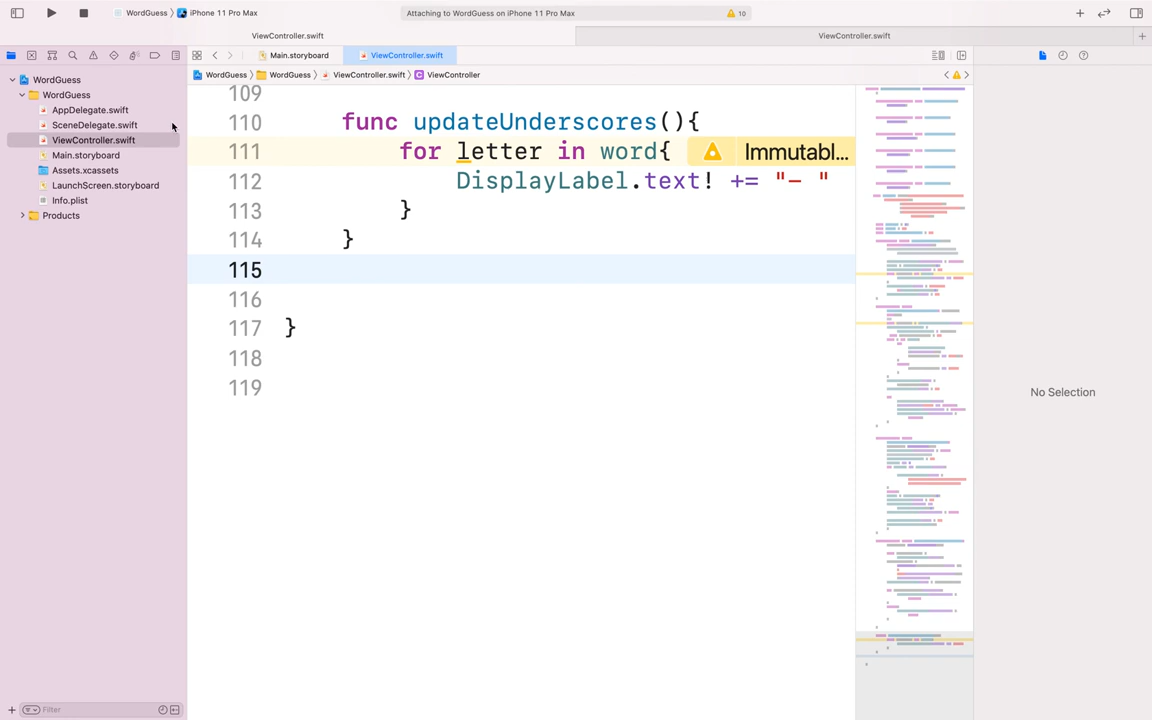 WordGuess
iPhone 11 Pro Max
Attaching to WordGuess on iPhone 11 Pro Max
10
ViewController.swift
ViewController.swift
Main.storyboard
ViewController.swift
WordGuess
WordGuess
ViewController.swift
ViewController
WordGuess
WordGuess
AppDelegate.swift
SceneDelegate.swift
ViewController.swift
Main.storyboard
Assets.xcassets
LaunchScreen.storyboard
Info.plist
Products
109
110 func updateUnderscores(){
111 for letter in word{ Immutabl...
112 DisplayLabel.text! += "- "
113 }
114 }
115
116
117 }
118
119
No Selection
Filter